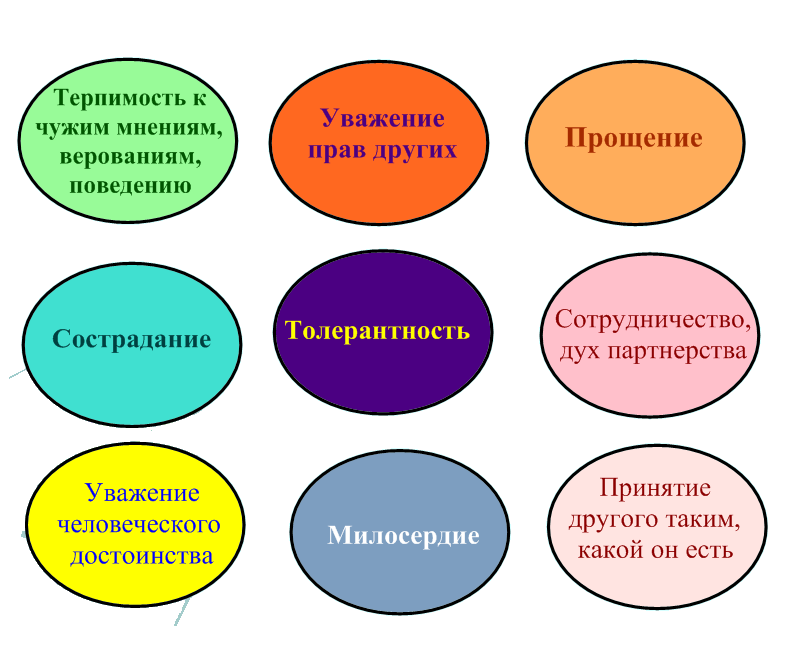 Терпимость к
чужим мнениям,
верованиям,
поведению
Уважение
прав других
Прощение
Сострадание
Толерантность
Сотрудничество,
дух партнерства
Уважение
человеческого
достоинства
Милосердие
Принятие
другого таким,
какой он есть